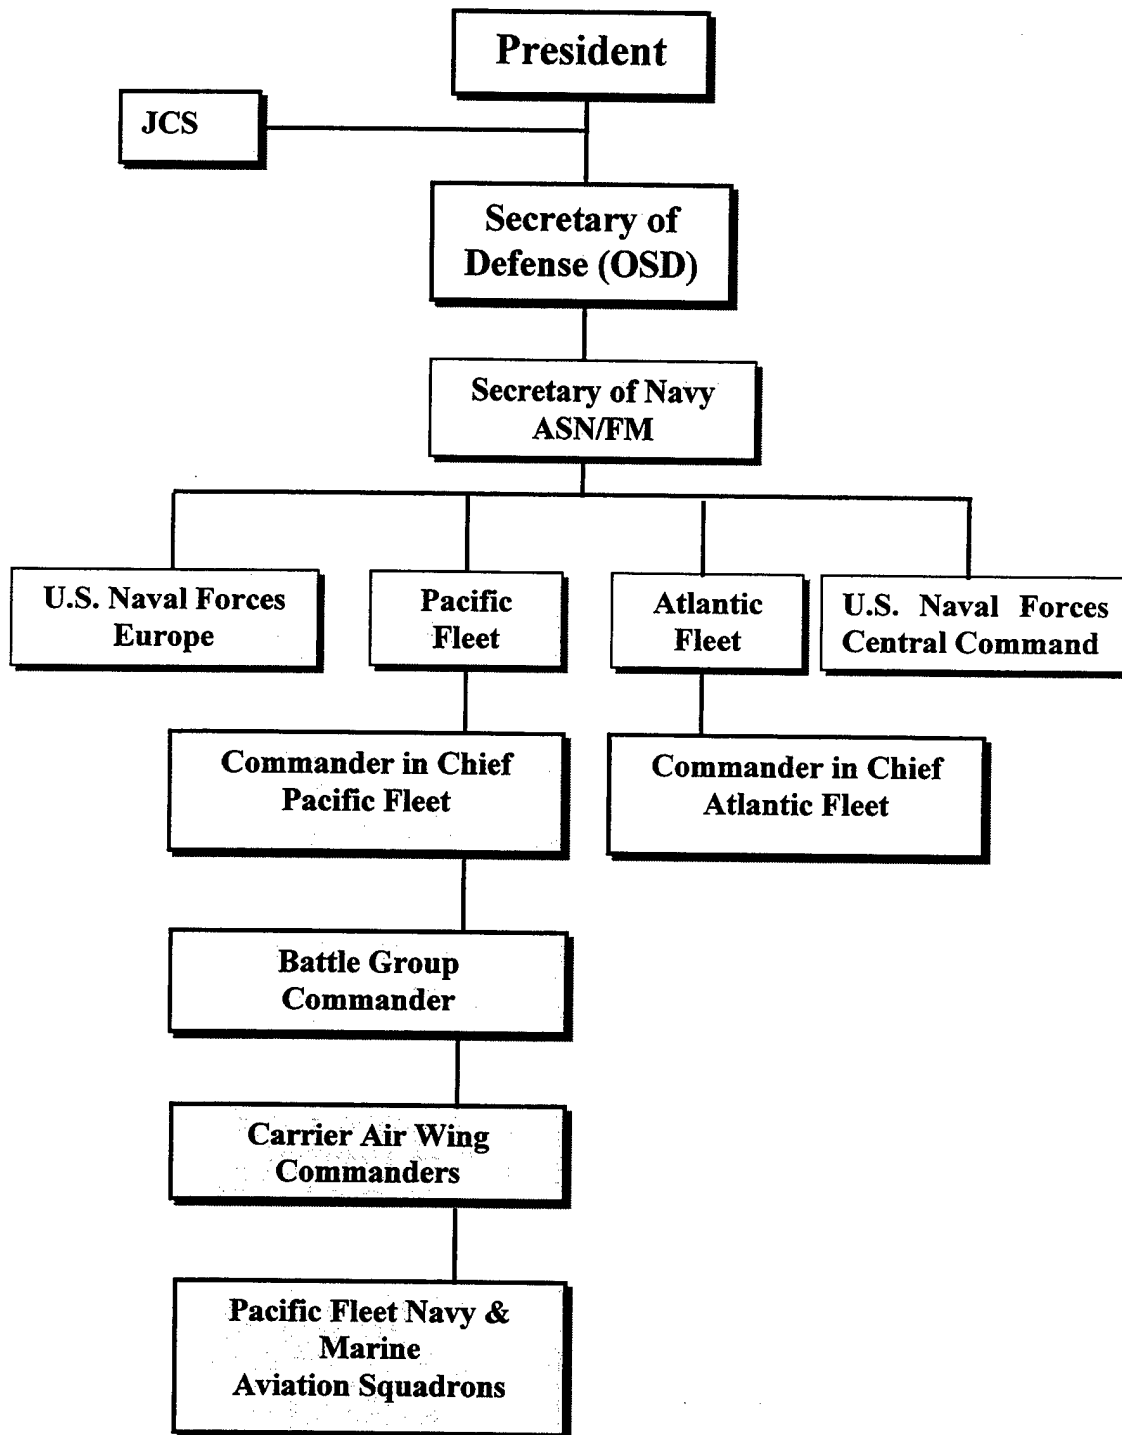 President
JCS
Secretary of
Defense (OSD)
Secretary of Navy
ASN/FM
U.S. Naval Forces
Europe
Pacific
Fleet
Atlantic
Fleet
U.S. Naval Forces
Central Command
Commander in Chief
Pacific Fleet
Commander in Chief
Atlantic Fleet
Battle Group
Commander
Carrier Air Wing
Commanders
Pacific Fleet Navy &
Marine
Aviation Squadrons